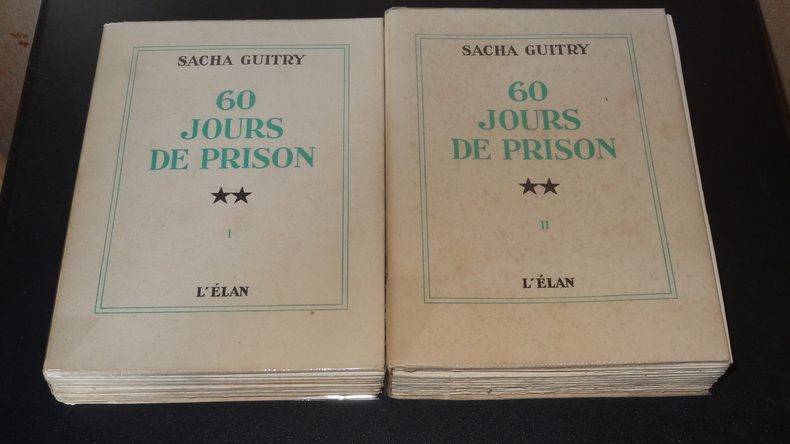 SACHA GUITRY
60
JOURS
DE PRISON
★★
I
L'ÉLAN
SACHA GUITRY
60
JOURS
DE PRISON
★★
II
L'ÉLAN